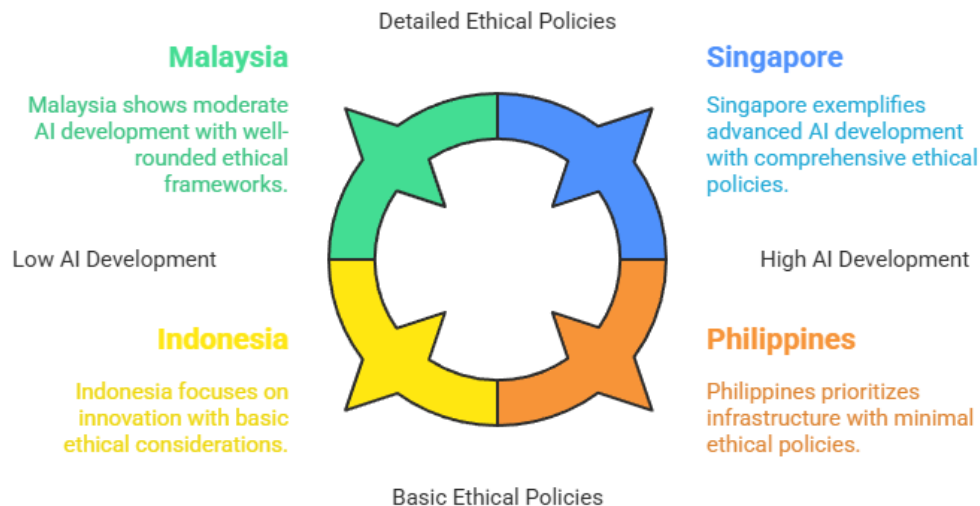 Detailed Ethical Policies
Malaysia
Malaysia shows moderate
AI development with well-
rounded ethical
frameworks.
Singapore
Singapore exemplifies
advanced AI development
with comprehensive ethical
policies.
Low AI Development
High AI Development
Indonesia
Indonesia focuses on
innovation with basic
ethical considerations.
Philippines
Philippines prioritizes
infrastructure with minimal
ethical policies.
Basic Ethical Policies